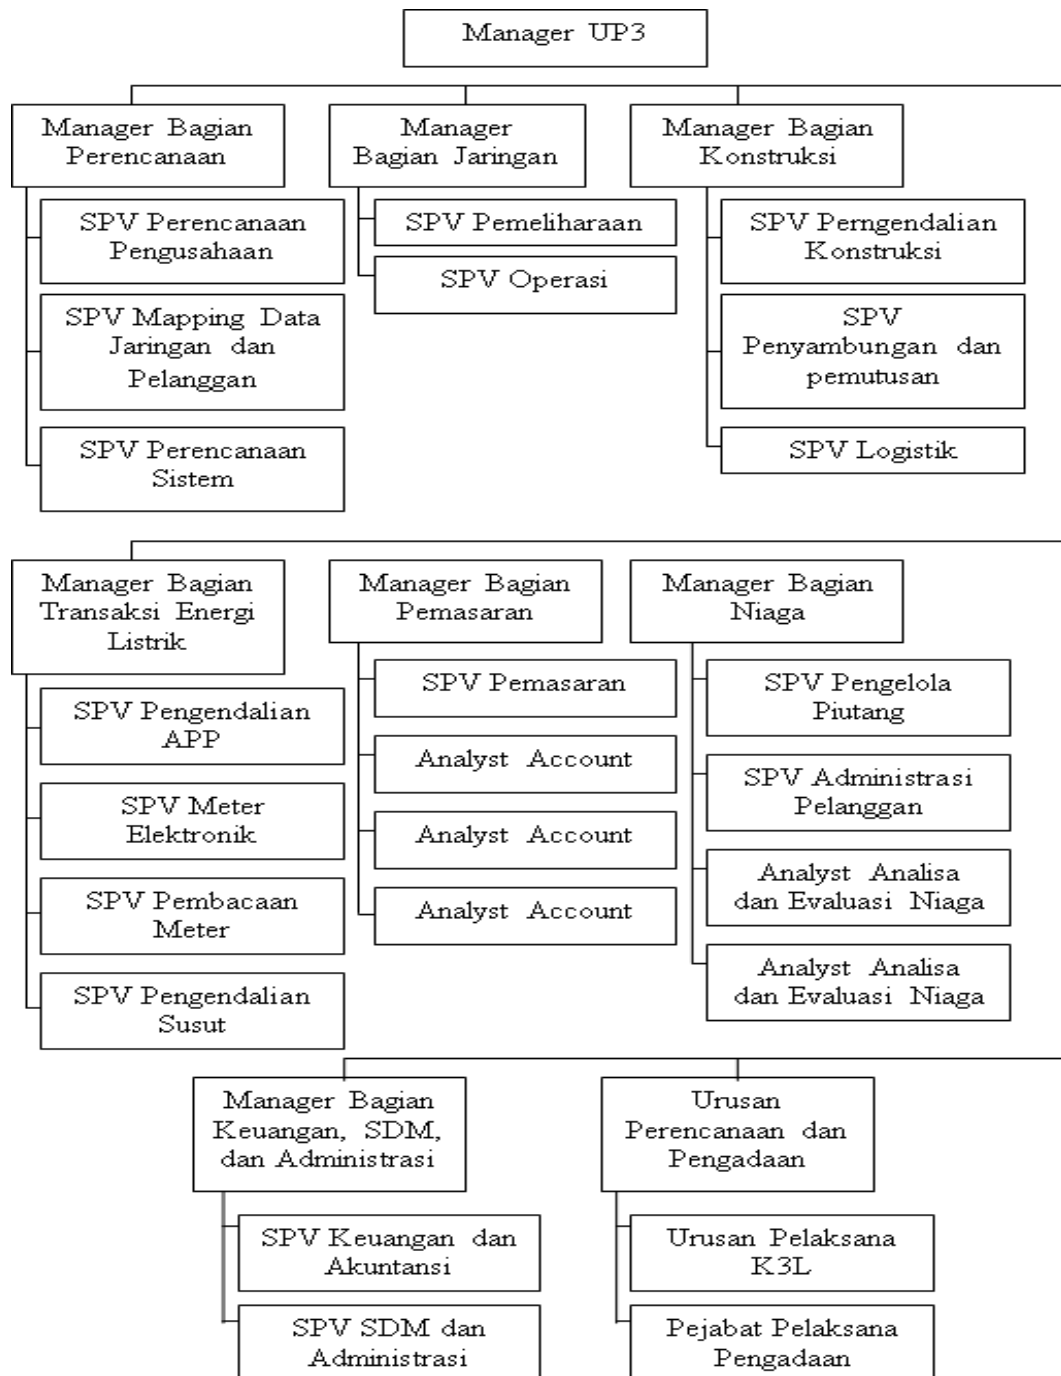 Manager UP3
Manager Bagian
Perencanaan
Manager
Bagian Jaringan
Manager Bagian
Konstruksi
SPV Perencanaan
Pengusahaan
SPV Mapping Data
Jaringan dan
Pelanggan
SPV Perencanaan
Sistem
SPV Pemeliharaan
SPV Operasi
SPV Perngendalian
Konstruksi
SPV
Penyambungan dan
pemutusan
SPV Logistik
Manager Bagian
Transaksi Energi
Listrik
Manager Bagian
Pemasaran
Manager Bagian
Niaga
SPV Pengendalian
APP
SPV Meter
Elektronik
SPV Pembacaan
Meter
SPV Pengendalian
Susut
SPV Pemasaran
Analyst Account
Analyst Account
Analyst Account
SPV Pengelola
Piutang
SPV Administrasi
Pelanggan
Analyst Analisa
dan Evaluasi Niaga
Analyst Analisa
dan Evaluasi Niaga
Manager Bagian
Keuangan, SDM,
dan Administrasi
Urusan
Perencanaan dan
Pengadaan
SPV Keuangan dan
Akuntansi
SPV SDM dan
Administrasi
Urusan Pelaksana
K3L
Pejabat Pelaksana
Pengadaan